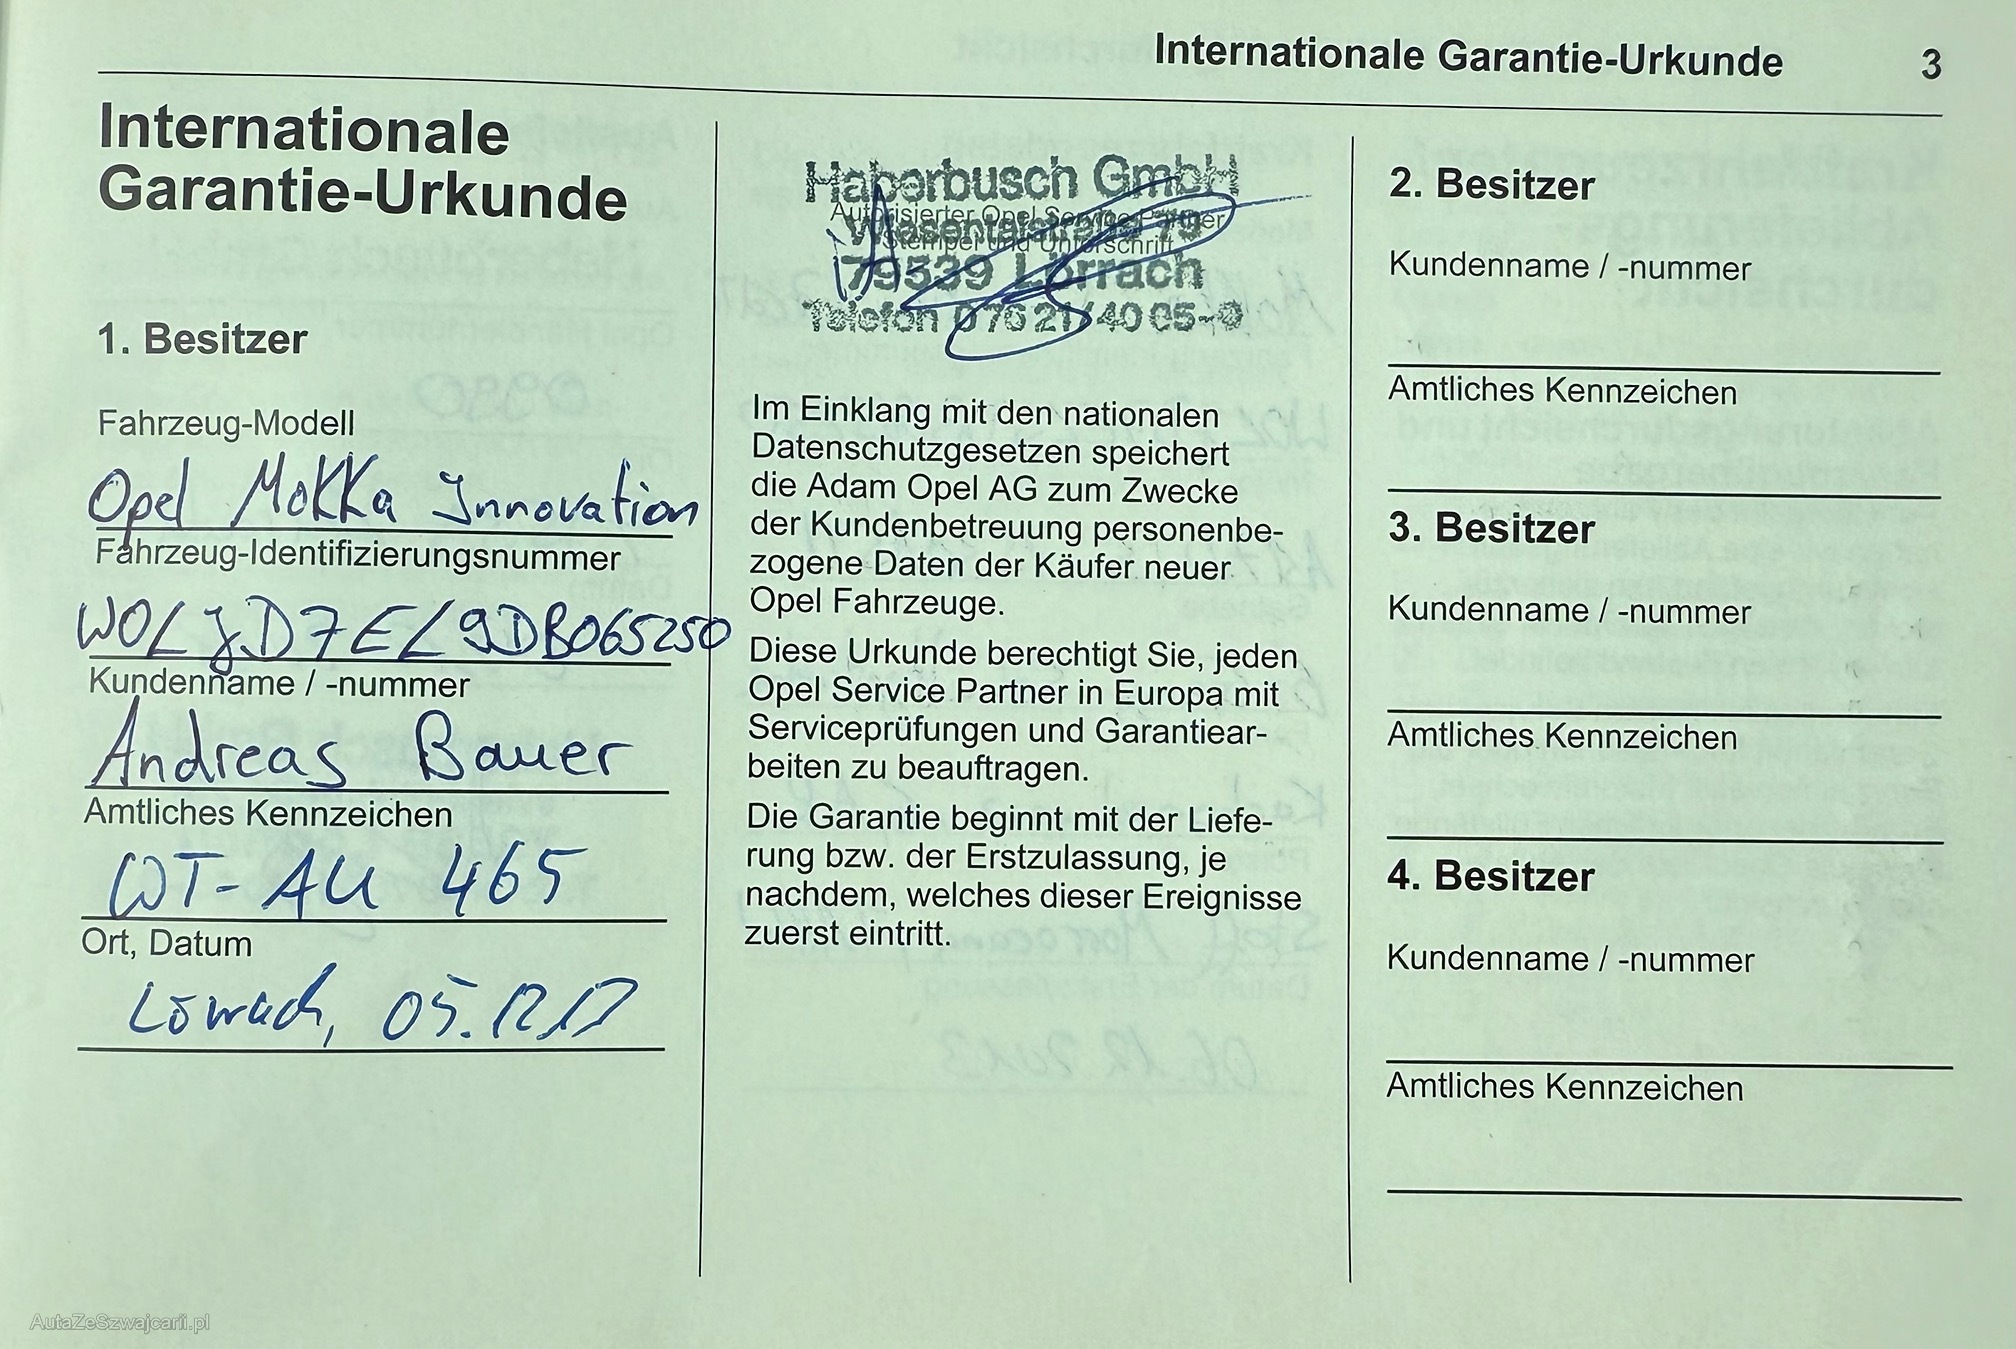 Internationale Garantie-Urkunde 3
Internationale
Garantie-Urkunde
1. Besitzer
Fahrzeug-Modell
Opel Mokka Innovation
Fahrzeug-Identifizierungsnummer
W0LJD7EL9DB065250
Kundenname / -nummer
Andreas Bauer
Amtliches Kennzeichen
WT-AU 465
Ort, Datum
Lörrach, 05.12.13
Haberbusch GmbH
Autorisierter Opel Service Partner
Wiesentalstraße 79
Stempel und Unterschrift
79539 Lörrach
Telefon 07621/4005-0
Im Einklang mit den nationalen
Datenschutzgesetzen speichert
die Adam Opel AG zum Zwecke
der Kundenbetreuung personenbe-
zogene Daten der Käufer neuer
Opel Fahrzeuge.
Diese Urkunde berechtigt Sie, jeden
Opel Service Partner in Europa mit
Serviceprüfungen und Garantiear-
beiten zu beauftragen.
Die Garantie beginnt mit der Liefe-
rung bzw. der Erstzulassung, je
nachdem, welches dieser Ereignisse
zuerst eintritt.
2. Besitzer
Kundenname / -nummer
Amtliches Kennzeichen
3. Besitzer
Kundenname / -nummer
Amtliches Kennzeichen
4. Besitzer
Kundenname / -nummer
Amtliches Kennzeichen
AutaZeSzwajcarii.pl